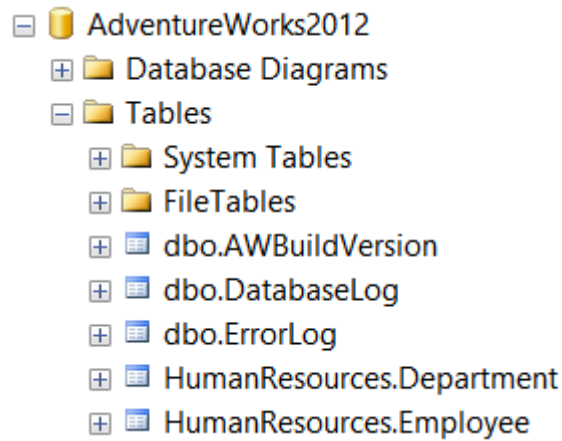 AdventureWorks2012
Database Diagrams
Tables
System Tables
FileTables
dbo.AWBuildVersion
dbo.DatabaseLog
dbo.ErrorLog
HumanResources.Department
HumanResources.Employee